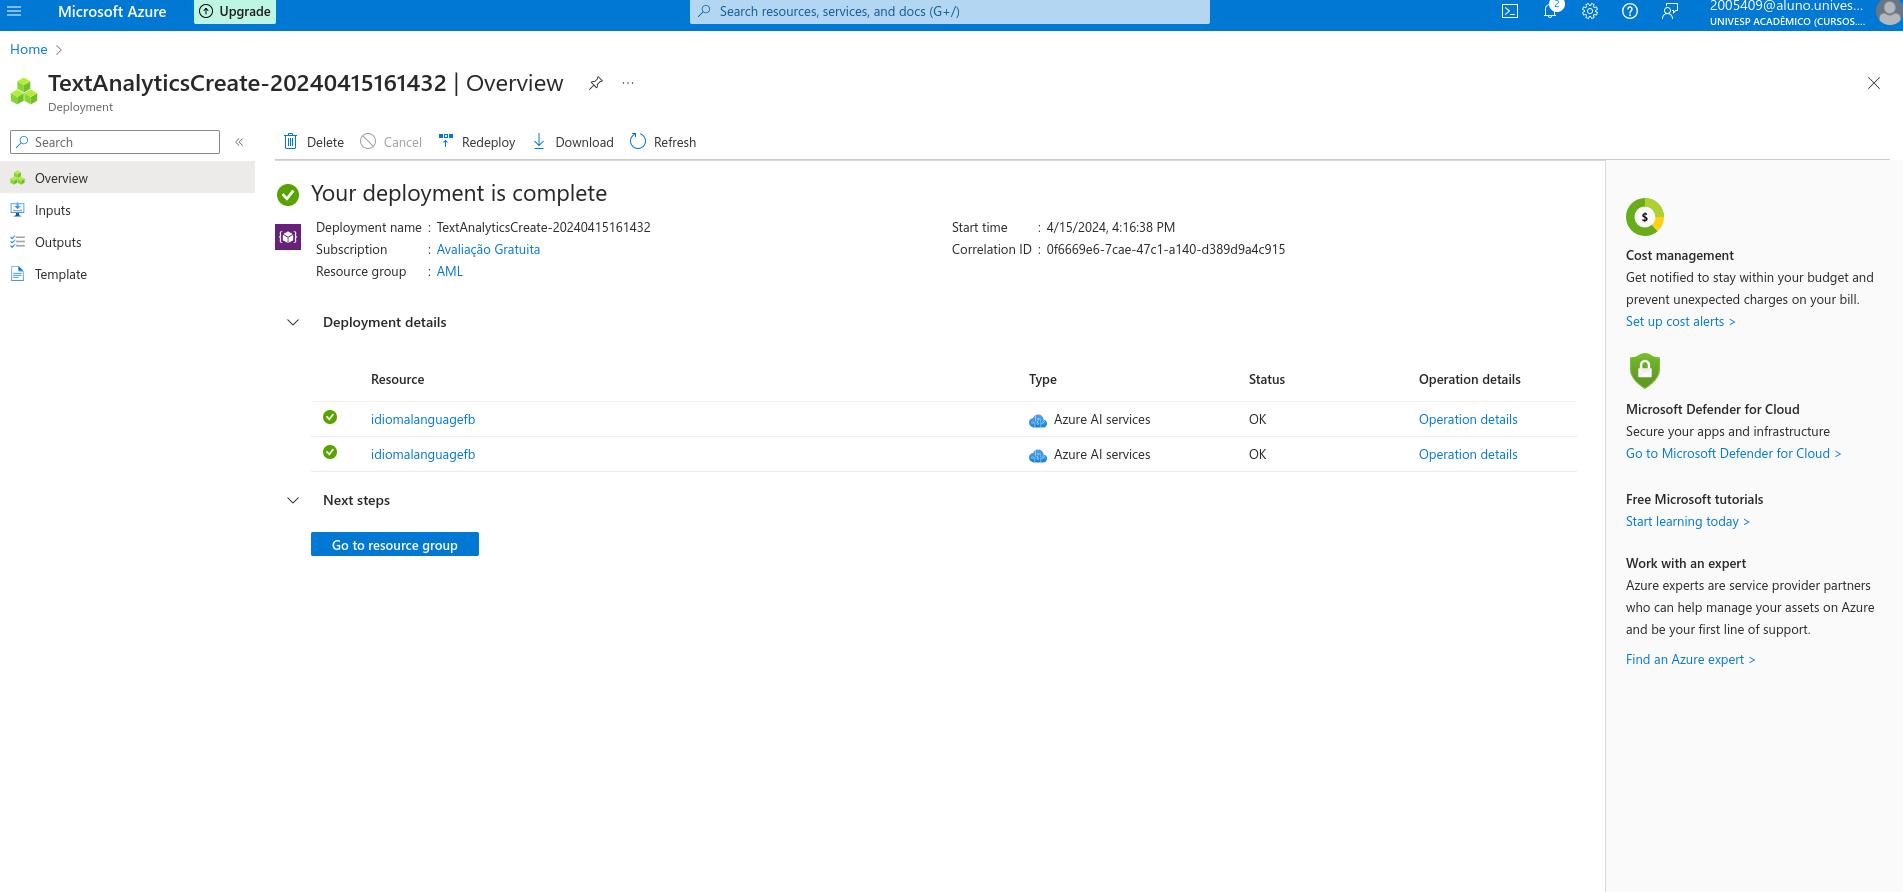 Microsoft Azure
Upgrade
Search resources, services, and docs (G+/)
2
2005409@aluno.unives...
UNIVESP ACADÊMICO (CURSOS....
Home
TextAnalyticsCreate-20240415161432 | Overview
...
Deployment
Search
«
Overview
Inputs
Outputs
Template
Delete
Cancel
Redeploy
Download
Refresh
Your deployment is complete
Deployment name : TextAnalyticsCreate-20240415161432
Subscription : Avaliação Gratuita
Resource group : AML
Start time : 4/15/2024, 4:16:38 PM
Correlation ID : 0f6669e6-7cae-47c1-a140-d389d9a4c915
Deployment details
Resource Type Status Operation details
idiomalanguagefb Azure AI services OK Operation details
idiomalanguagefb Azure AI services OK Operation details
Next steps
Go to resource group
$
Cost management
Get notified to stay within your budget and
prevent unexpected charges on your bill.
Set up cost alerts >
Microsoft Defender for Cloud
Secure your apps and infrastructure
Go to Microsoft Defender for Cloud >
Free Microsoft tutorials
Start learning today >
Work with an expert
Azure experts are service provider partners
who can help manage your assets on Azure
and be your first line of support.
Find an Azure expert >